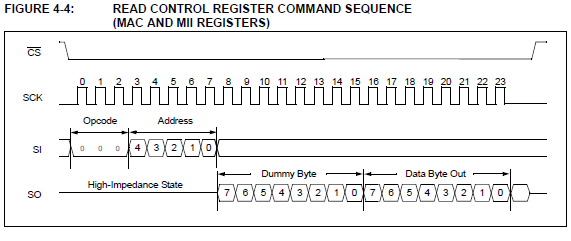 FIGURE 4-4: READ CONTROL REGISTER COMMAND SEQUENCE
(MAC AND MII REGISTERS)
CS
0 1 2 3 4 5 6 7 8 9 10 11 12 13 14 15 16 17 18 19 20 21 22 23
SCK
Opcode Address
SI 0 0 0 4 3 2 1 0
Dummy Byte Data Byte Out
High-Impedance State
SO 7 6 5 4 3 2 1 0 7 6 5 4 3 2 1 0